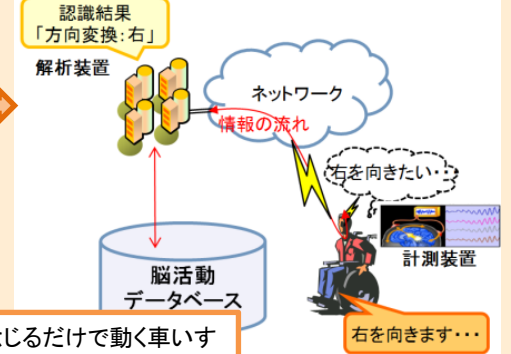 認識結果
「方向変換：右」
解析装置
ネットワーク
情報の流れ
右を向きたい・・・
計測装置
脳活動
データベース
じるだけで動く車いす
右を向きます・・・